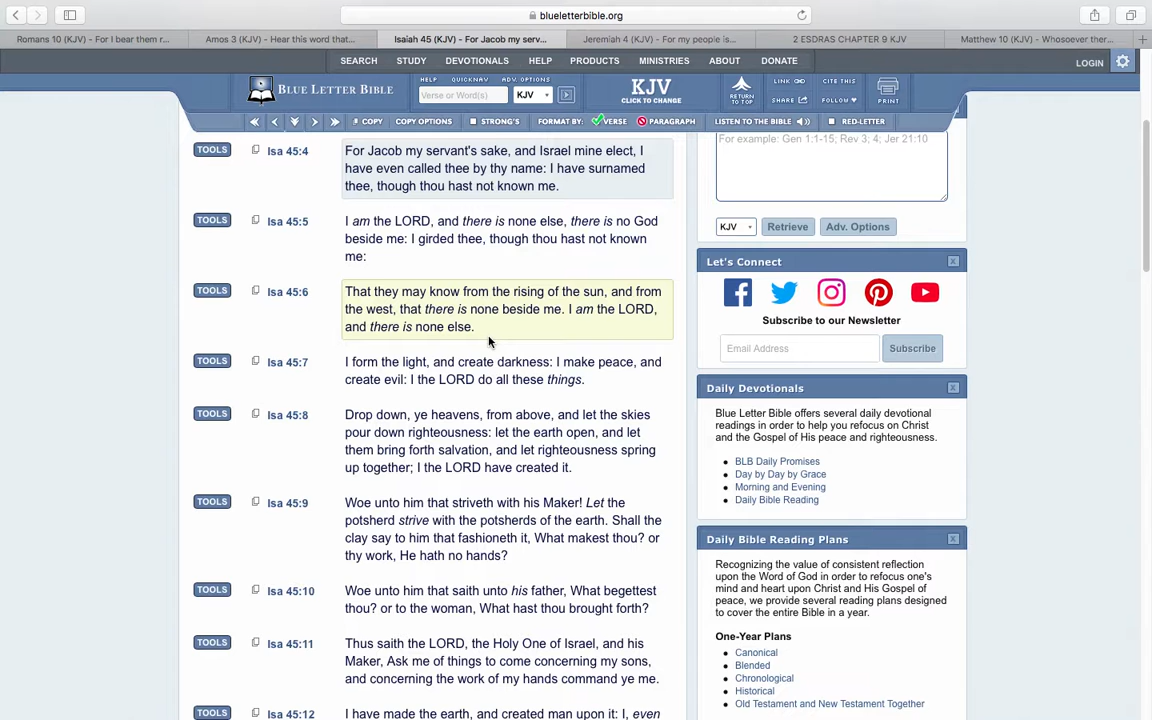 blueletterbible.org
Romans 10 (KJV) - For I bear them r...
Amos 3 (KJV) - Hear this word that...
Isaiah 45 (KJV) - For Jacob my serv...
Jeremiah 4 (KJV) - For my people is...
2 ESDRAS CHAPTER 9 KJV
Matthew 10 (KJV) - Whosoever ther...
SEARCH STUDY DEVOTIONALS HELP PRODUCTS MINISTRIES ABOUT DONATE
LOGIN
BLUE LETTER BIBLE
HELP QUICKNAV ADV. OPTIONS
Verse or Word(s) KJV
KJV
CLICK TO CHANGE
RETURN
TO TOP
LINK
SHARE
CITE THIS
FOLLOW
PRINT
COPY COPY OPTIONS STRONG'S FORMAT BY: VERSE PARAGRAPH LISTEN TO THE BIBLE RED-LETTER
TOOLS Isa 45:4 For Jacob my servant's sake, and Israel mine elect, I
have even called thee by thy name: I have surnamed
thee, though thou hast not known me.
TOOLS Isa 45:5 I am the LORD, and there is none else, there is no God
beside me: I girded thee, though thou hast not known
me:
TOOLS Isa 45:6 That they may know from the rising of the sun, and from
the west, that there is none beside me. I am the LORD,
and there is none else.
TOOLS Isa 45:7 I form the light, and create darkness: I make peace, and
create evil: I the LORD do all these things.
TOOLS Isa 45:8 Drop down, ye heavens, from above, and let the skies
pour down righteousness: let the earth open, and let
them bring forth salvation, and let righteousness spring
up together; I the LORD have created it.
TOOLS Isa 45:9 Woe unto him that striveth with his Maker! Let the
potsherd strive with the potsherds of the earth. Shall the
clay say to him that fashioneth it, What makest thou? or
thy work, He hath no hands?
TOOLS Isa 45:10 Woe unto him that saith unto his father, What begettest
thou? or to the woman, What hast thou brought forth?
TOOLS Isa 45:11 Thus saith the LORD, the Holy One of Israel, and his
Maker, Ask me of things to come concerning my sons,
and concerning the work of my hands command ye me.
TOOLS Isa 45:12 I have made the earth, and created man upon it: I, even
For example: Gen 1:1-15; Rev 3, 4; Jer 21:10
KJV Retrieve Adv. Options
Let's Connect
Subscribe to our Newsletter
Email Address Subscribe
Daily Devotionals
Blue Letter Bible offers several daily devotional
readings in order to help you refocus on Christ
and the Gospel of His peace and righteousness.
BLB Daily Promises
Day by Day by Grace
Morning and Evening
Daily Bible Reading
Daily Bible Reading Plans
Recognizing the value of consistent reflection
upon the Word of God in order to refocus one's
mind and heart upon Christ and His Gospel of
peace, we provide several reading plans designed
to cover the entire Bible in a year.
One-Year Plans
Canonical
Blended
Chronological
Historical
Old Testament and New Testament Together